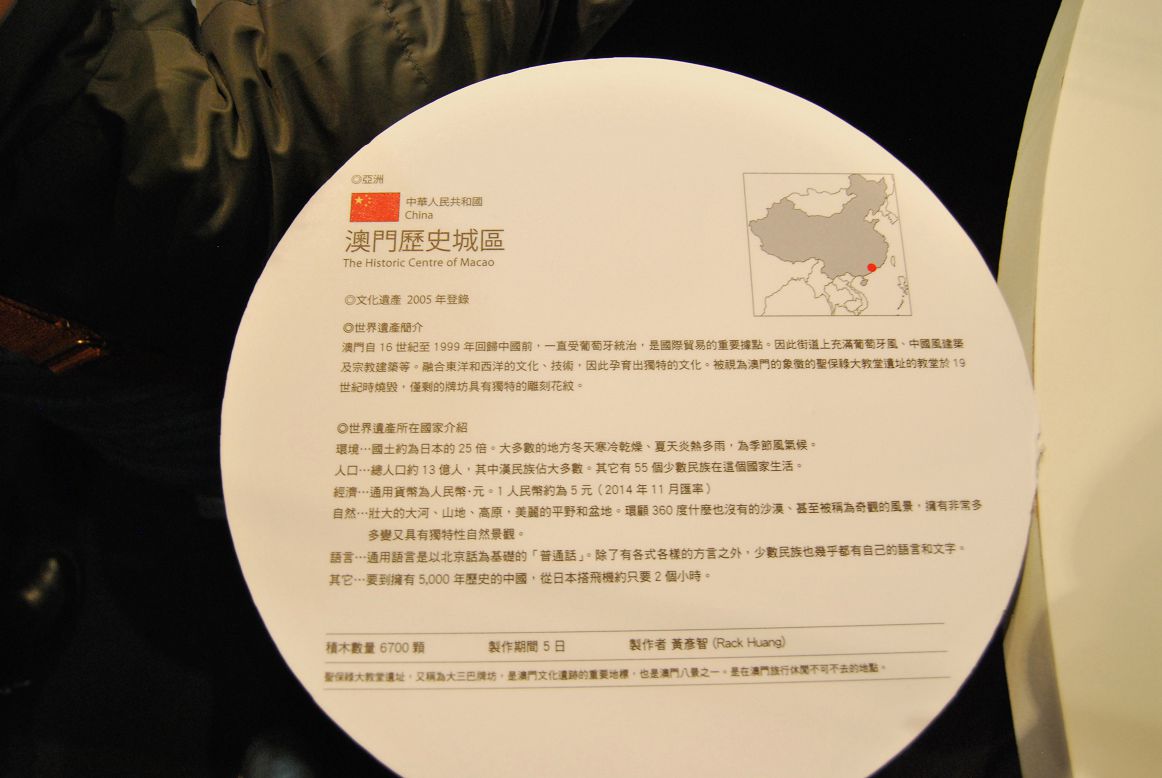 ◎亞洲
中華人民共和國
China
澳門歷史城區
The Historic Centre of Macao
◎文化遺產 2005 年登錄
◎世界遺產簡介
澳門自 16 世紀至 1999 年回歸中國前，一直受葡萄牙統治，是國際貿易的重要據點。因此街道上充滿葡萄牙風、中國風建築
及宗教建築等。融合東洋和西洋的文化、技術，因此孕育出獨特的文化。被視為澳門的象徵的聖保祿大教堂遺址的教堂於 19
世紀時燒毀，僅剩的牌坊具有獨特的雕刻花紋。
◎世界遺產所在國家介紹
環境…國土約為日本的 25 倍。大多數的地方冬天寒冷乾燥、夏天炎熱多雨，為季節風氣候。
人口…總人口約 13 億人，其中漢民族佔大多數。其它有 55 個少數民族在這個國家生活。
經濟…通用貨幣為人民幣·元。1 人民幣約為 5 元（2014 年 11 月匯率）
自然…壯大的大河、山地、高原，美麗的平野和盆地。環顧 360 度什麼也沒有的沙漠、甚至被稱為奇觀的風景，擁有非常多
多變又具有獨特性自然景觀。
語言…通用語言是以北京話為基礎的「普通話」。除了有各式各樣的方言之外，少數民族也幾乎都有自己的語言和文字。
其它…要到擁有 5,000 年歷史的中國，從日本搭飛機約只要 2 個小時。
積木數量 6700 顆 製作期間 5 日 製作者 黃彥智 (Rack Huang)
聖保祿大教堂遺址，又稱為大三巴牌坊，是澳門文化遺跡的重要地標，也是澳門八景之一。是在澳門旅行休閒不可不去的地點。